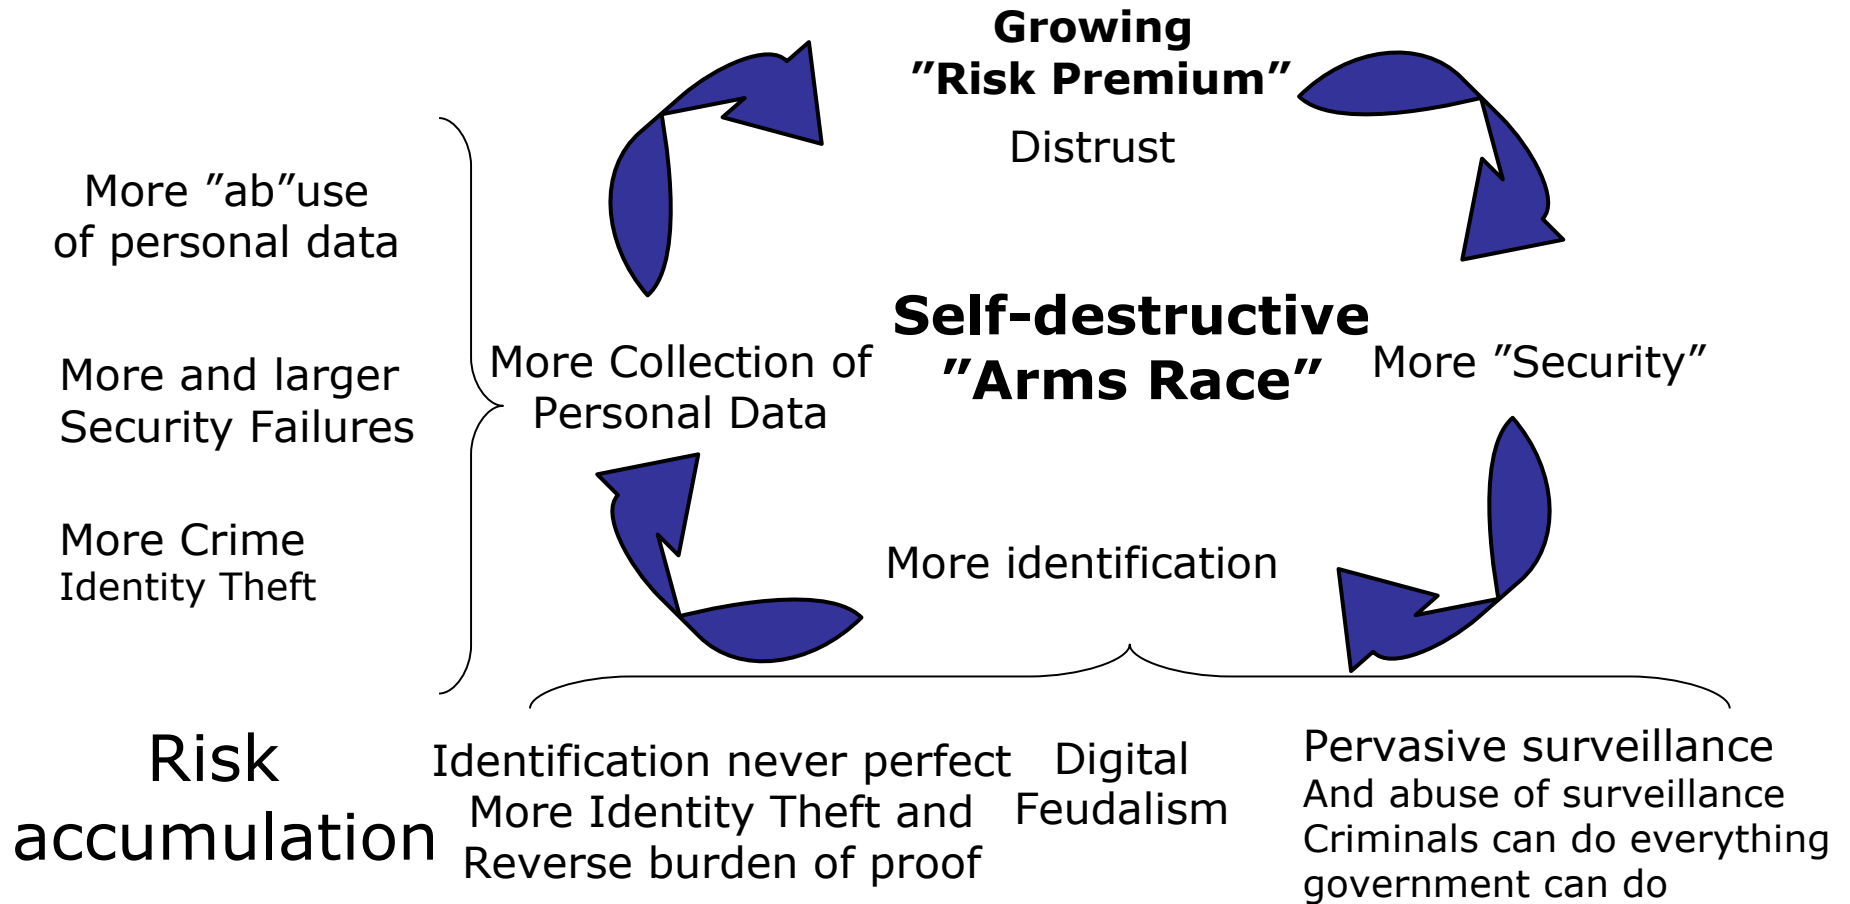 Growing
"Risk Premium"
Distrust
More "ab"use
of personal data
More and larger
Security Failures
More Crime
Identity Theft
More Collection of
Personal Data
Self-destructive
"Arms Race"
More "Security"
More identification
Risk
accumulation
Identification never perfect
More Identity Theft and
Reverse burden of proof
Digital
Feudalism
Pervasive surveillance
And abuse of surveillance
Criminals can do everything
government can do